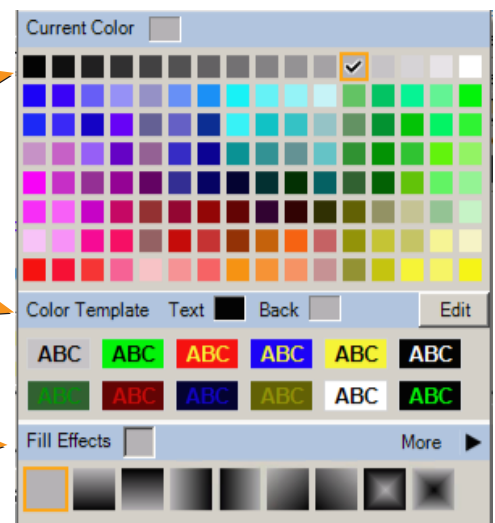 Current Color
Color Template Text Back Edit
ABC ABC ABC ABC ABC ABC
ABC ABC ABC ABC ABC ABC
Fill Effects More